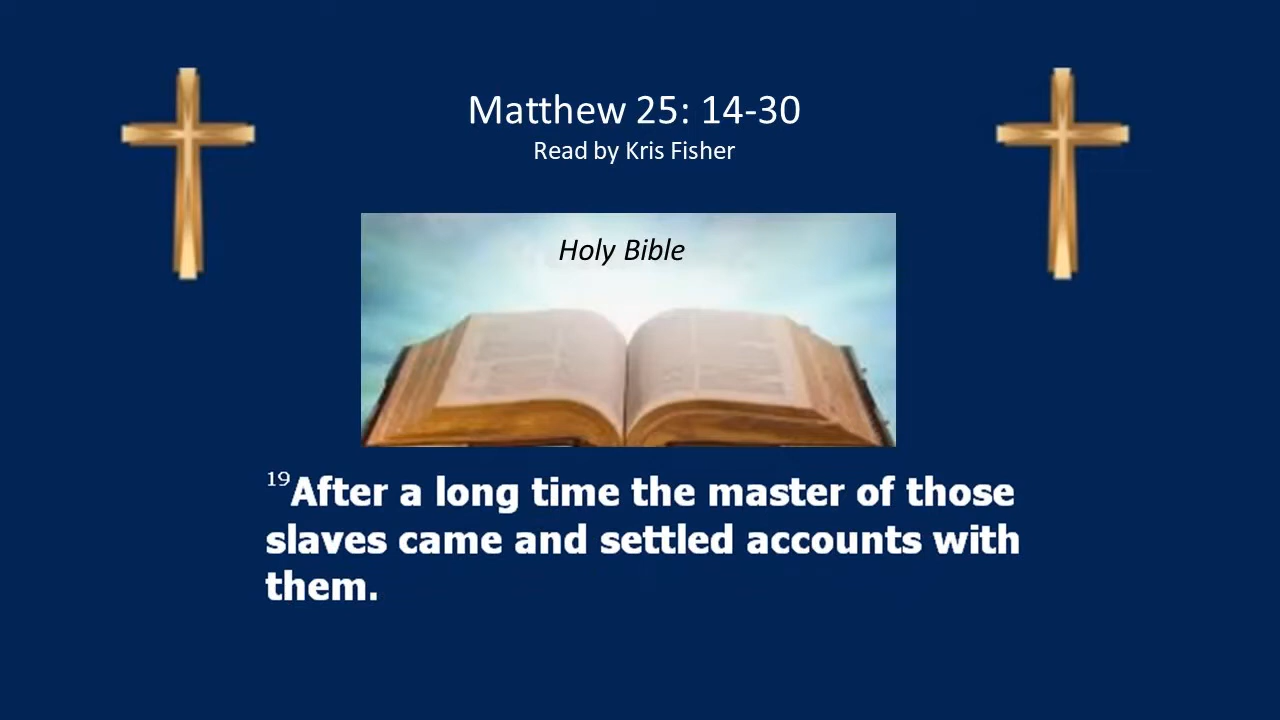 Matthew 25: 14-30
Read by Kris Fisher
Holy Bible
19After a long time the master of those
slaves came and settled accounts with
them.